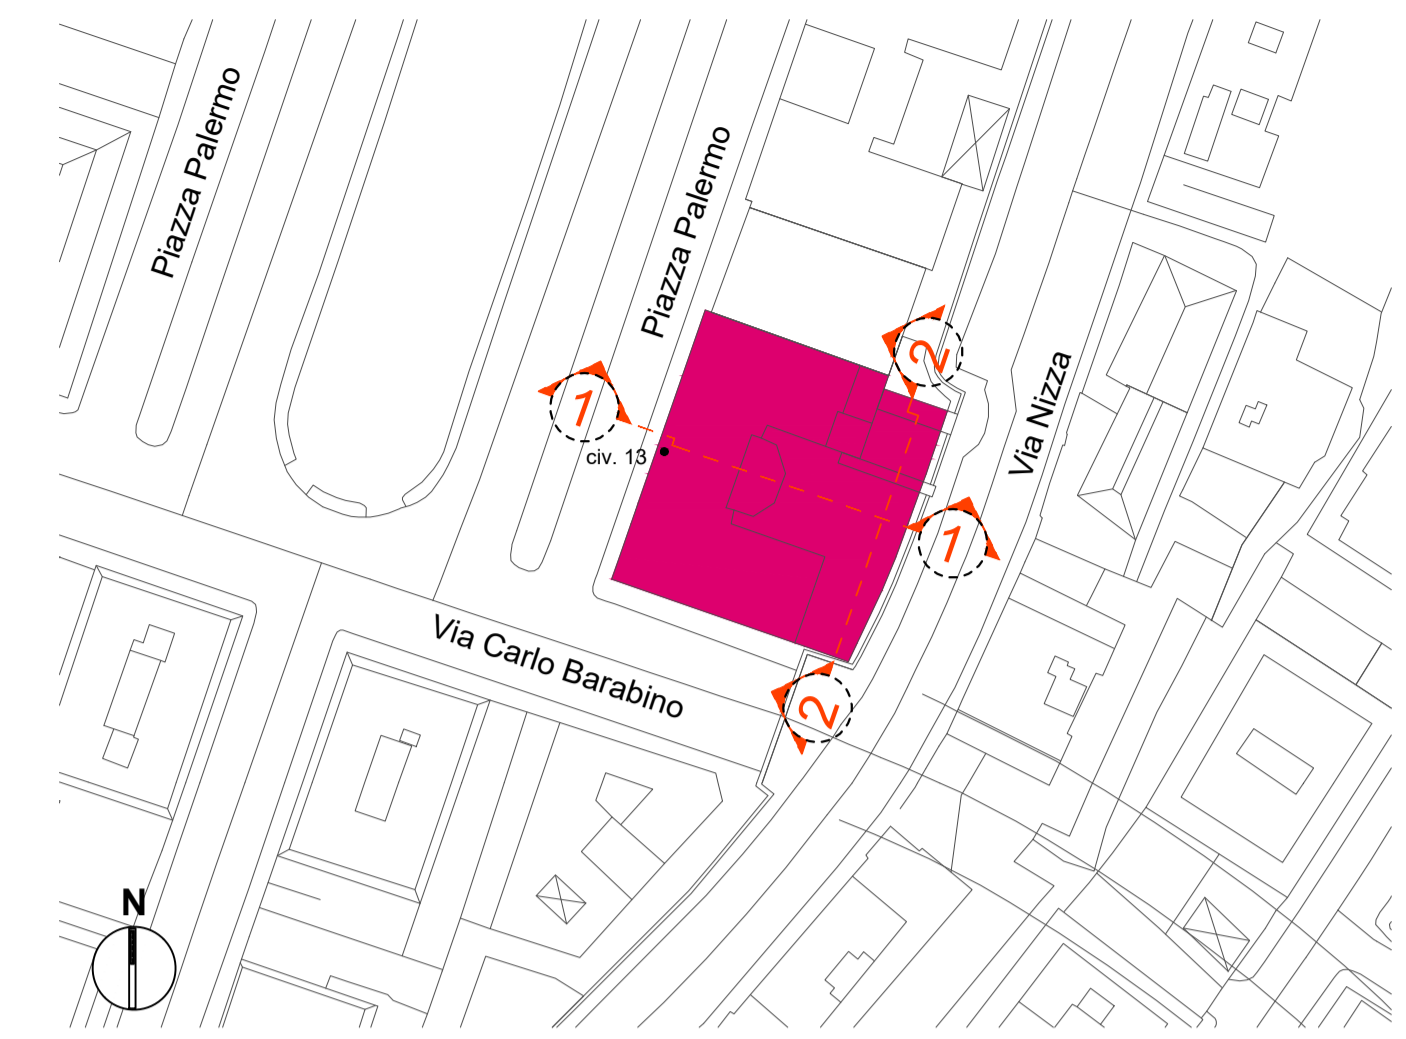 Piazza Palermo
Piazza Palermo
2
Via Nizza
1
civ. 13
1
Via Carlo Barabino
2
N